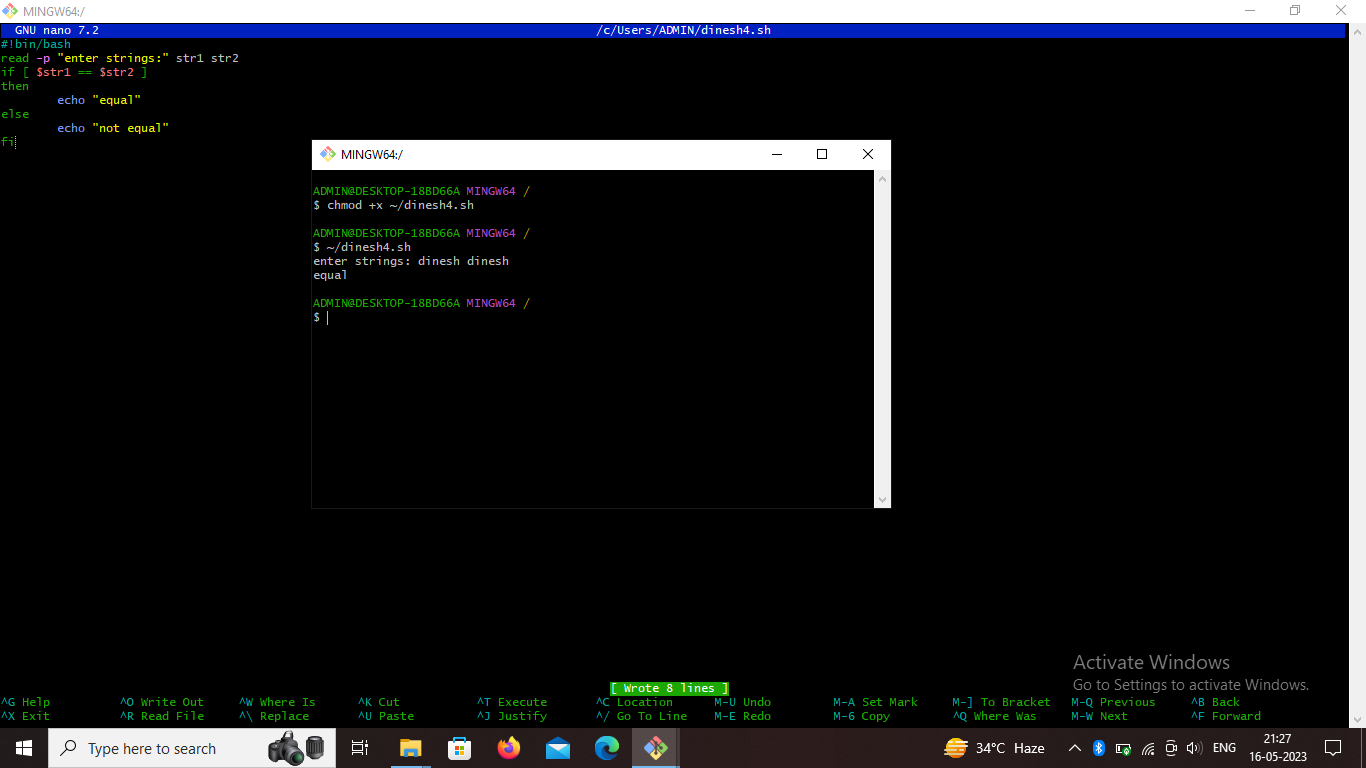 MINGW64:/
GNU nano 7.2 /c/Users/ADMIN/dinesh4.sh
#!bin/bash
read -p "enter strings:" str1 str2
if [ $str1 == $str2 ]
then
echo "equal"
else
echo "not equal"
fi
MINGW64:/
ADMIN@DESKTOP-18BD66A MINGW64 /
$ chmod +x ~/dinesh4.sh
ADMIN@DESKTOP-18BD66A MINGW64 /
$ ~/dinesh4.sh
enter strings: dinesh dinesh
equal
ADMIN@DESKTOP-18BD66A MINGW64 /
$
Activate Windows
Go to Settings to activate Windows.
[ Wrote 8 lines ]
^G Help ^O Write Out ^W Where Is ^K Cut ^T Execute ^C Location M-U Undo M-A Set Mark M-] To Bracket M-Q Previous ^B Back
^X Exit ^R Read File ^\ Replace ^U Paste ^J Justify ^/ Go To Line M-E Redo M-6 Copy ^Q Where Was M-W Next ^F Forward
Type here to search
34°C Haze
ENG
21:27
16-05-2023